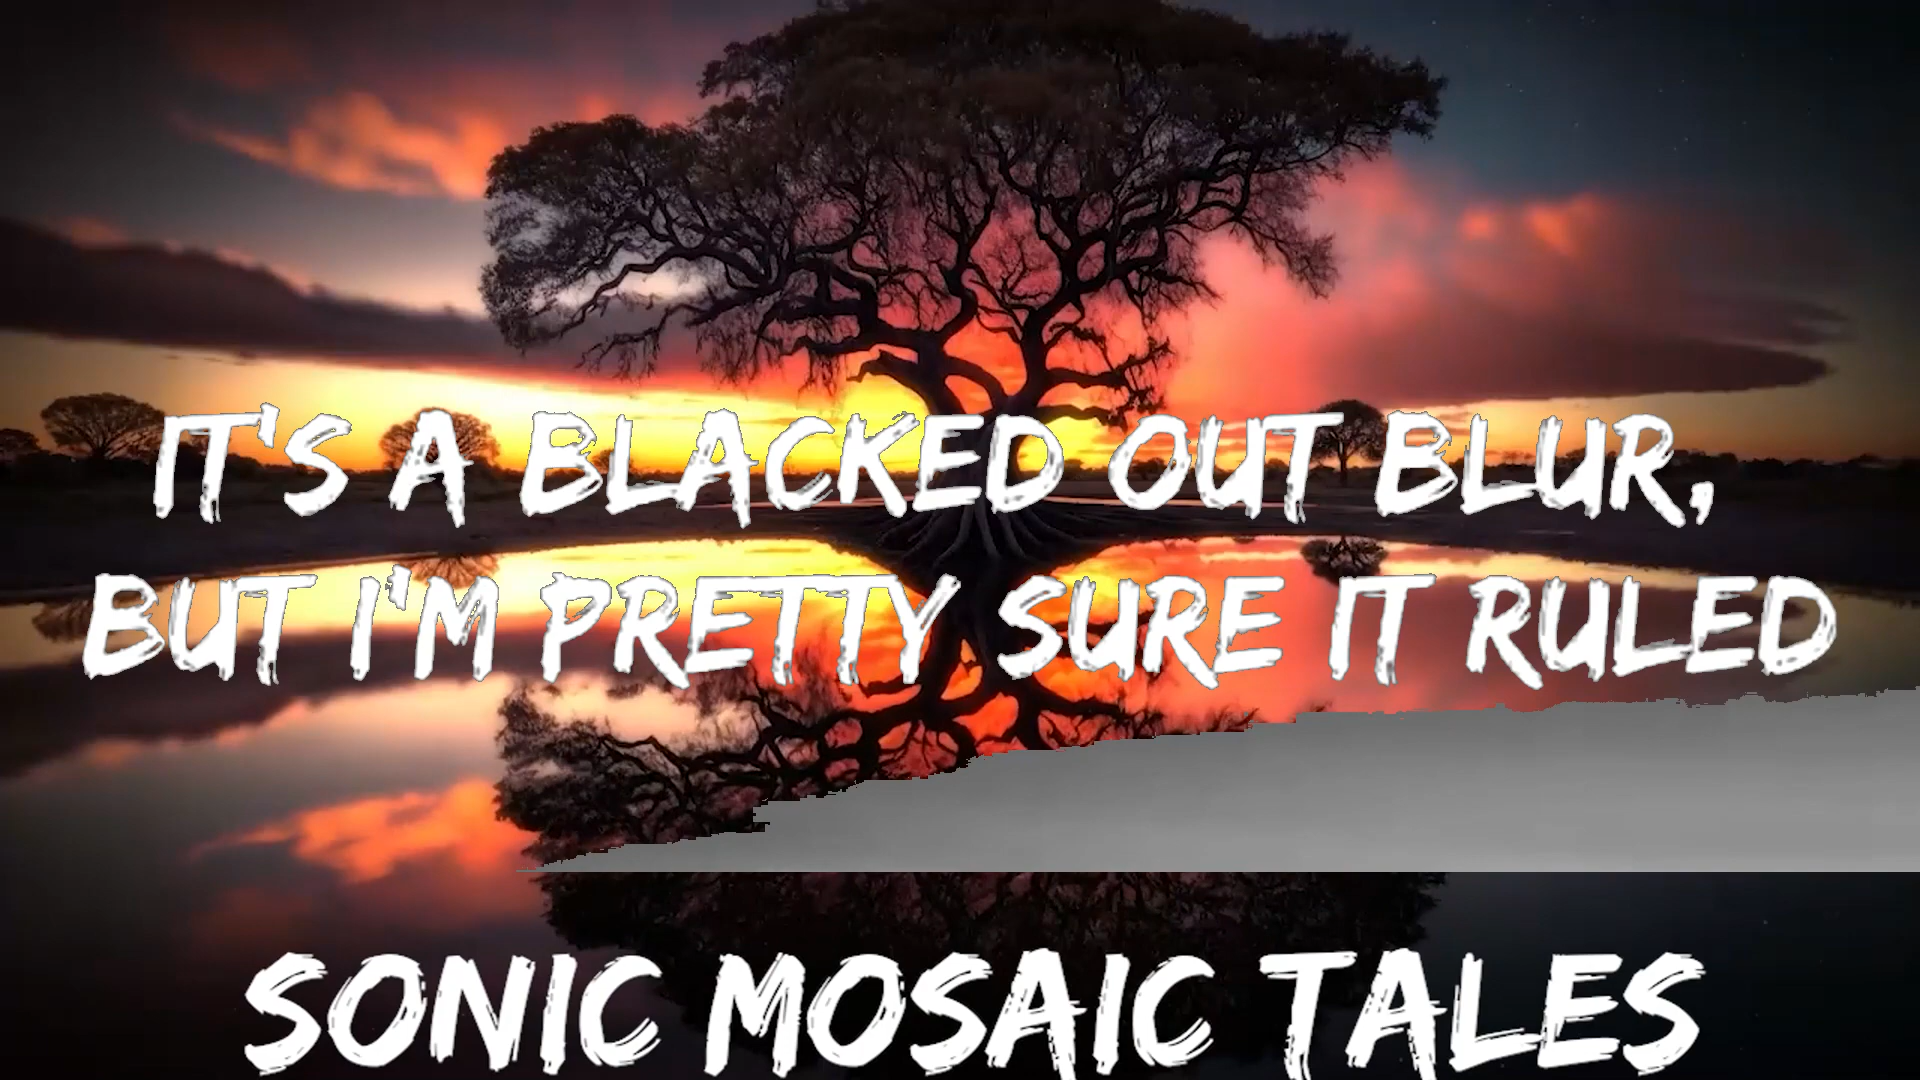 IT'S A BLACKED OUT BLUR,
BUT I'M PRETTY SURE IT RULED
SONIC MOSAIC TALES